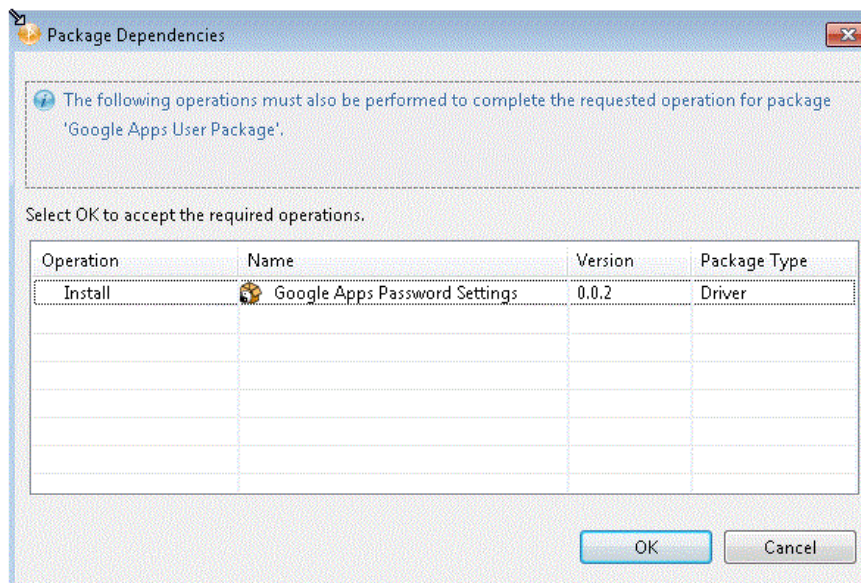 Package Dependencies
The following operations must also be performed to complete the requested operation for package
'Google Apps User Package'.
Select OK to accept the required operations.
Operation Name Version Package Type
Install Google Apps Password Settings 0.0.2 Driver
OK Cancel